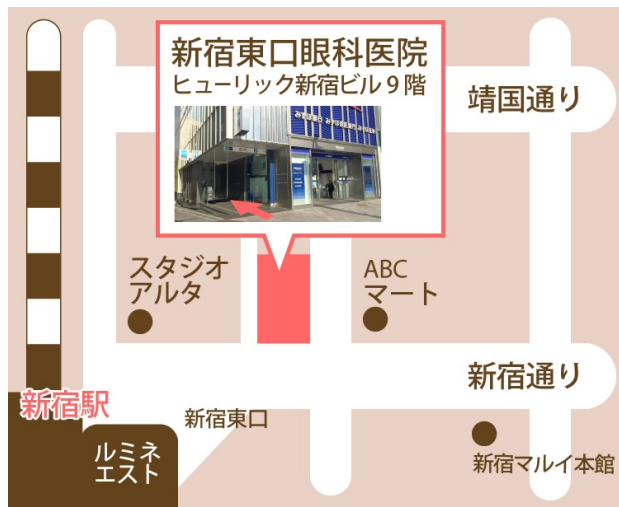 新宿東口眼科医院
ヒューリック新宿ビル9階
靖国通り
スタジオ
アルタ
ABC
マート
新宿通り
新宿駅
新宿東口
ルミネ
エスト
新宿マルイ本館